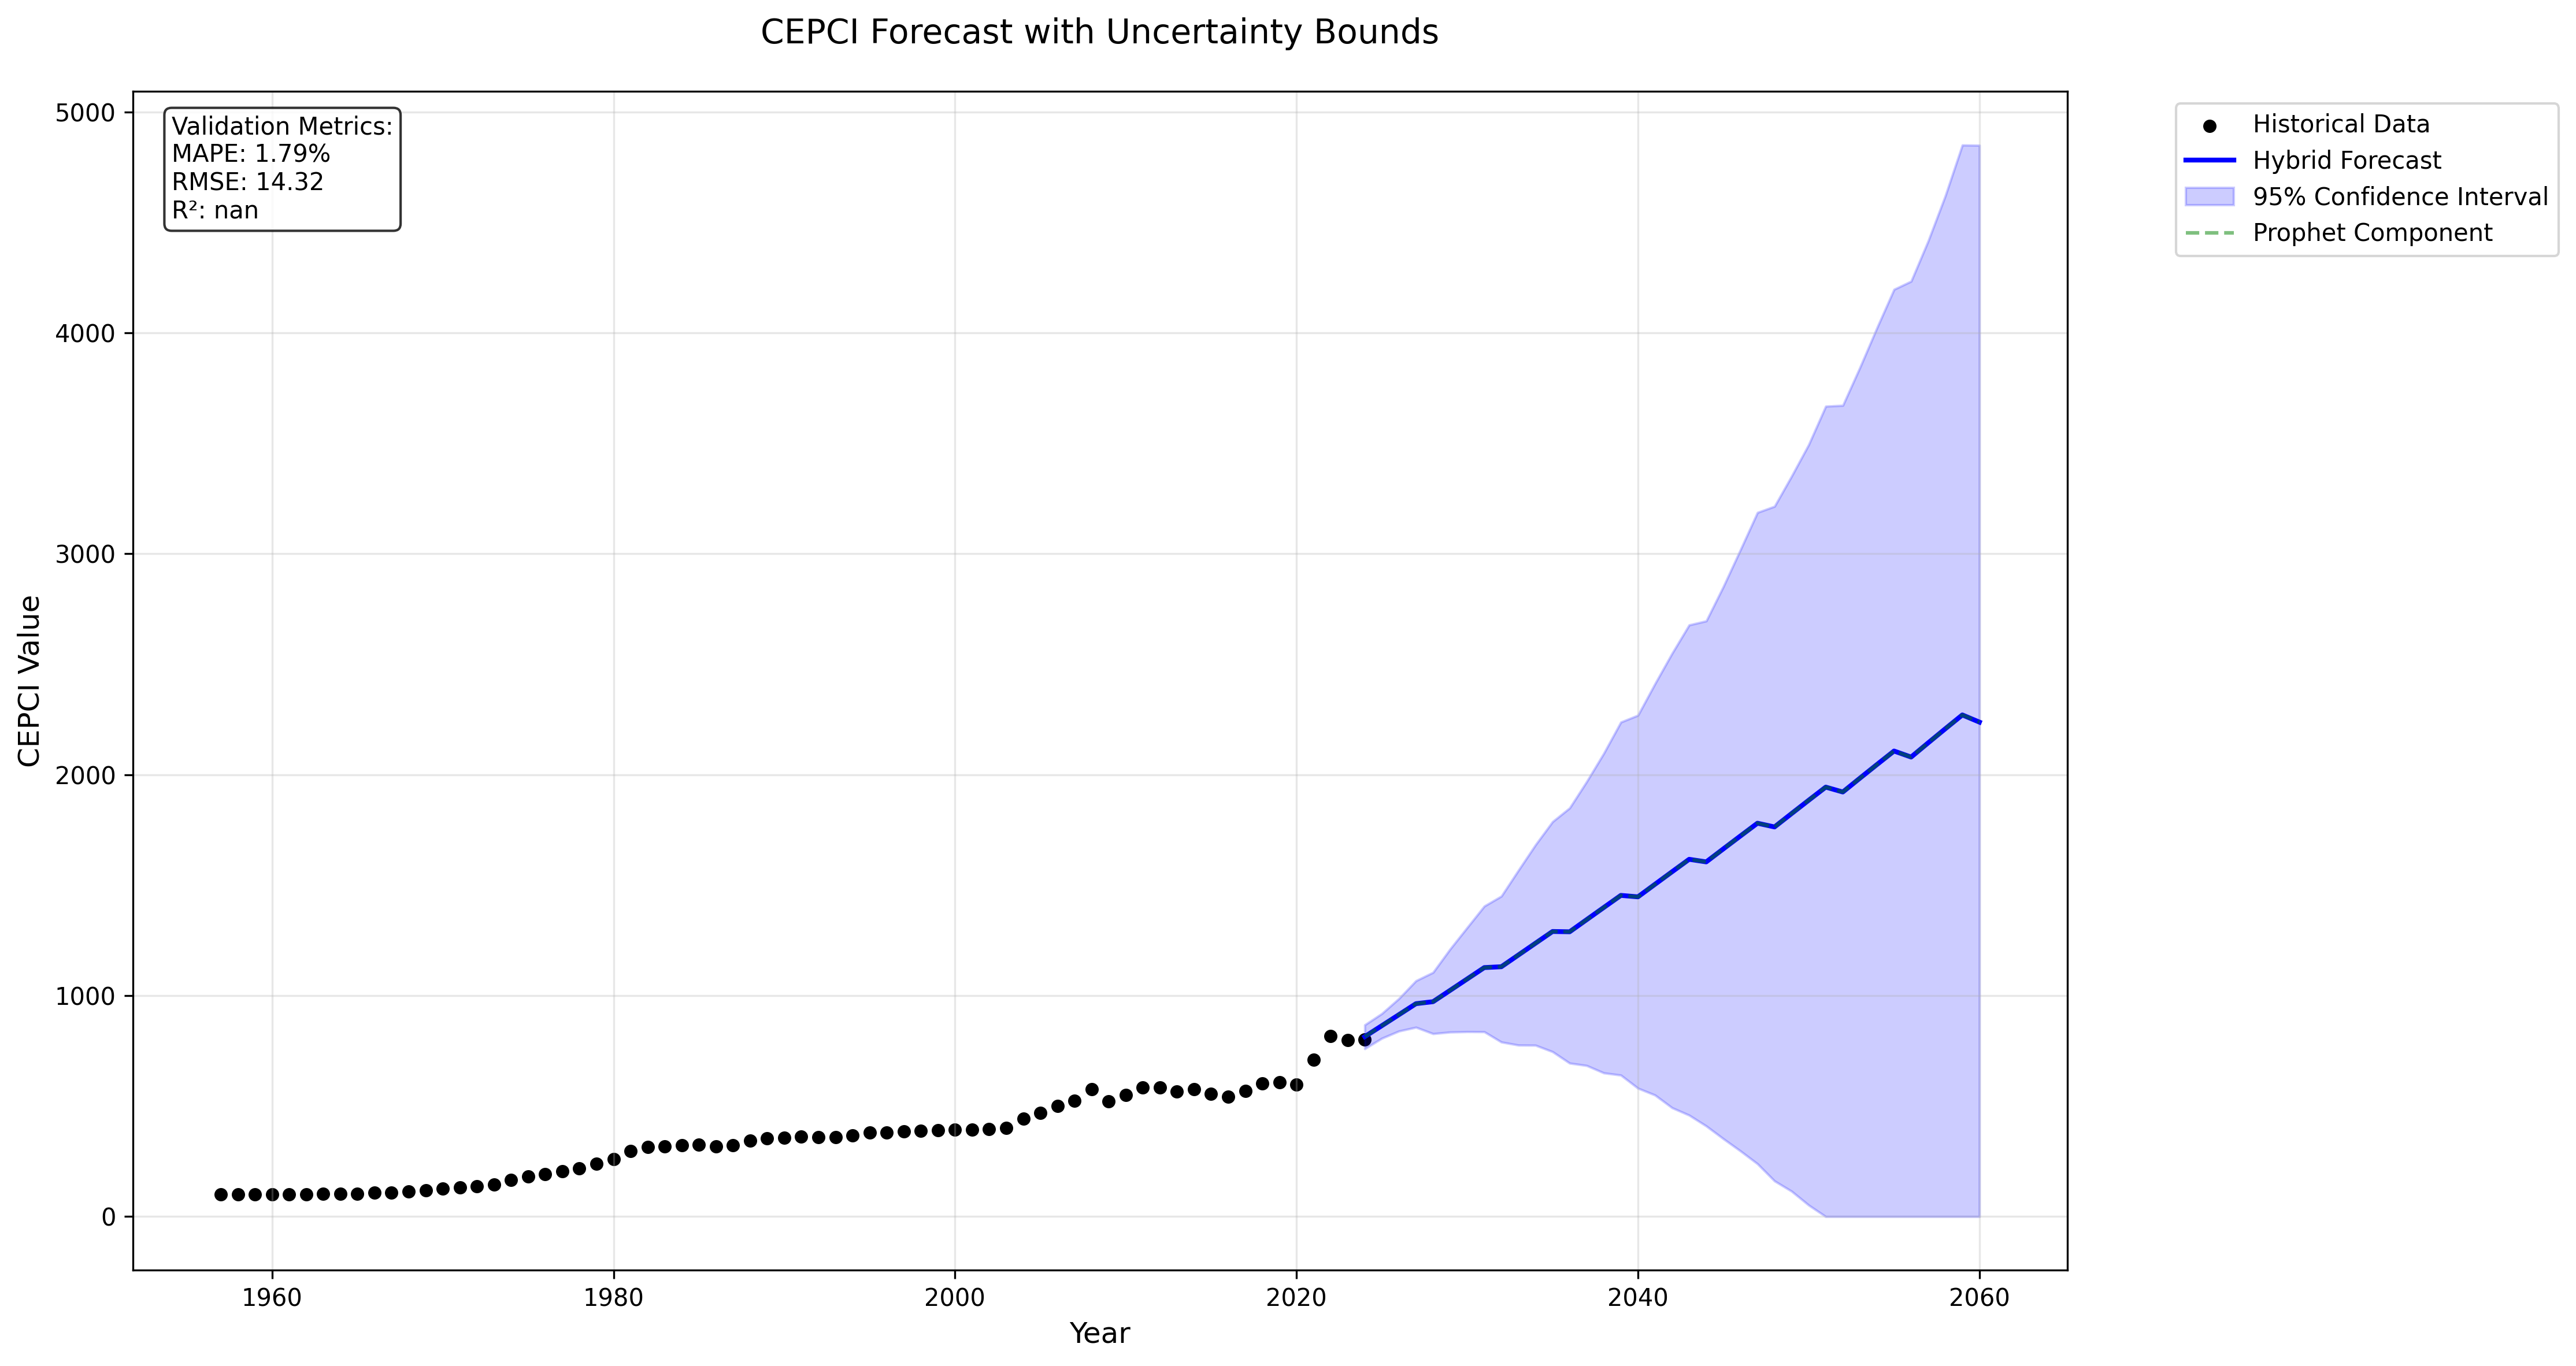 CEPCI Forecast with Uncertainty Bounds
Validation Metrics:
MAPE: 1.79%
RMSE: 14.32
R²: nan
Historical Data
Hybrid Forecast
95% Confidence Interval
Prophet Component
CEPCI Value
5000
4000
3000
2000
1000
0
1960 1980 2000 2020 2040 2060
Year